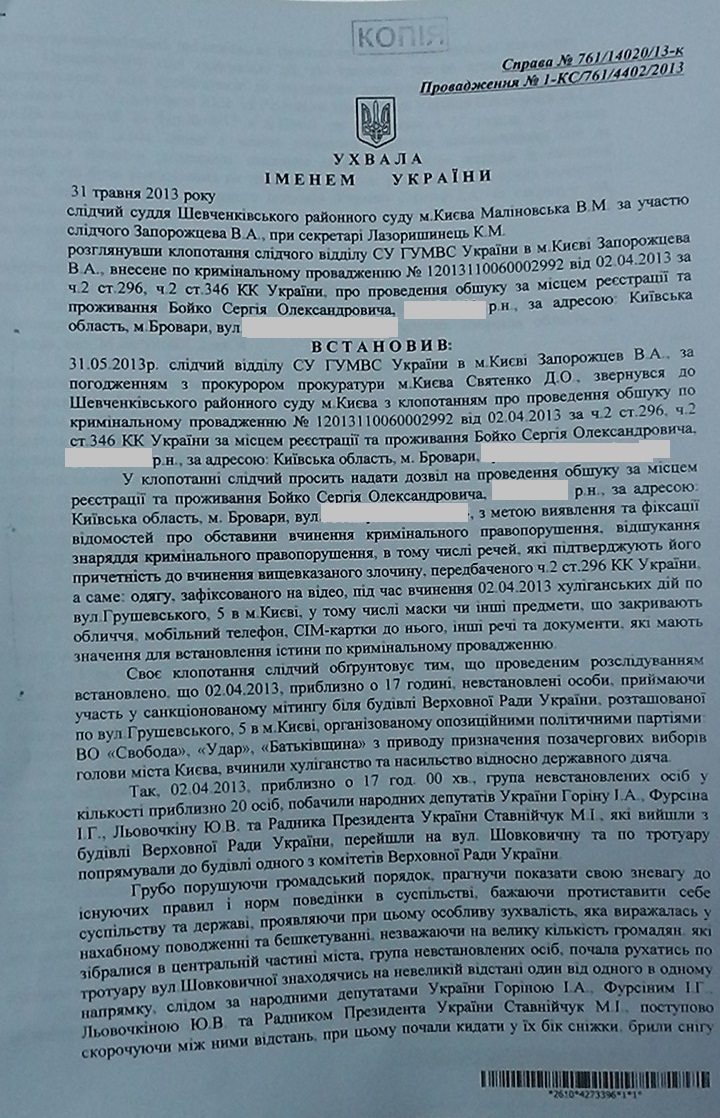 КОПІЯ
Справа № 761/14020/13-к
Провадження № 1-КС/761/4402/2013
УХВАЛА
ІМЕНЕМ УКРАЇНИ
31 травня 2013 року
слідчий суддя Шевченківського районного суду м.Києва Маліновська В.М. за участю
слідчого Запорожцева В.А., при секретарі Лазоришинець К.М.
розглянувши клопотання слідчого відділу СУ ГУМВС України в м.Києві Запорожцева
В.А., внесене по кримінальному провадженню № 12013110060002992 від 02.04.2013 за
ч.2 ст.296, ч.2 ст.346 КК України, про проведення обшуку за місцем реєстрації та
проживання Бойко Сергія Олександровича, р.н., за адресою: Київська
область, м.Бровари, вул.
ВСТАНОВИВ:
31.05.2013р. слідчий відділу СУ ГУМВС України в м.Києві Запорожцев В.А., за
погодженням з прокурором прокуратури м.Києва Святенко Д.О., звернувся до
Шевченківського районного суду м.Києва з клопотанням про проведення обшуку по
кримінальному провадженню № 12013110060002992 від 02.04.2013 за ч.2 ст.296, ч.2
ст.346 КК України за місцем реєстрації та проживання Бойко Сергія Олександровича,
р.н., за адресою: Київська область, м. Бровари,
У клопотанні слідчий просить надати дозвіл на проведення обшуку за місцем
реєстрації та проживання Бойко Сергія Олександровича, р.н., за адресою:
Київська область, м. Бровари, вул. , з метою виявлення та фіксації
відомостей про обставини вчинення кримінального правопорушення, відшукання
знаряддя кримінального правопорушення, в тому числі речей, які підтверджують його
причетність до вчинення вищевказаного злочину, передбаченого ч.2 ст.296 КК України,
а саме: одягу, зафіксованого на відео, під час вчинення 02.04.2013 хуліганських дій по
вул.Грушевського, 5 в м.Києві, у тому числі маски чи інші предмети, що закривають
обличчя, мобільний телефон, СІМ-картки до нього, інші речі та документи, які мають
значення для встановлення істини по кримінальному провадженню.
Своє клопотання слідчий обґрунтовує тим, що проведеним розслідуванням
встановлено, що 02.04.2013, приблизно о 17 годині, невстановлені особи, приймаючи
участь у санкціонованому мітингу біля будівлі Верховної Ради України, розташованої
по вул.Грушевського, 5 в м.Києві, організованому опозиційними політичними партіями:
ВО «Свобода», «Удар», «Батьківщина» з приводу призначення позачергових виборів
голови міста Києва, вчинили хуліганство та насильство відносно державного діяча.
Так, 02.04.2013, приблизно о 17 год. 00 хв., група невстановлених осіб у
кількості приблизно 20 осіб, побачили народних депутатів України Горіну І.А., Фурсіна
І.Г., Льовочкіну Ю.В. та Радника Президента України Ставнійчук М.І., які вийшли з
будівлі Верховної Ради України, перейшли на вул. Шовковичну та по тротуару
попрямували до будівлі одного з комітетів Верховної Ради України.
Грубо порушуючи громадський порядок, прагнучи показати свою зневагу до
існуючих правил і норм поведінки в суспільстві, бажаючи протиставити себе
суспільству та державі, проявляючи при цьому особливу зухвалість, яка виражалась у
нахабному поводженні та бешкетуванні, незважаючи на велику кількість громадян, які
зібралися в центральній частині міста, група невстановлених осіб, почала рухатись по
тротуару вул.Шовковичної знаходячись на невеликій відстані один від одного в одному
напрямку, слідом за народними депутатами України Горіною І.А., Фурсіним І.Г.,
Льовочкіною Ю.В. та Радником Президента України Ставнійчук М.І., поступово
скорочуючи між ними відстань, при цьому почали кидати у їх бік сніжки, брили снігу
*2610*4273396*1*1*